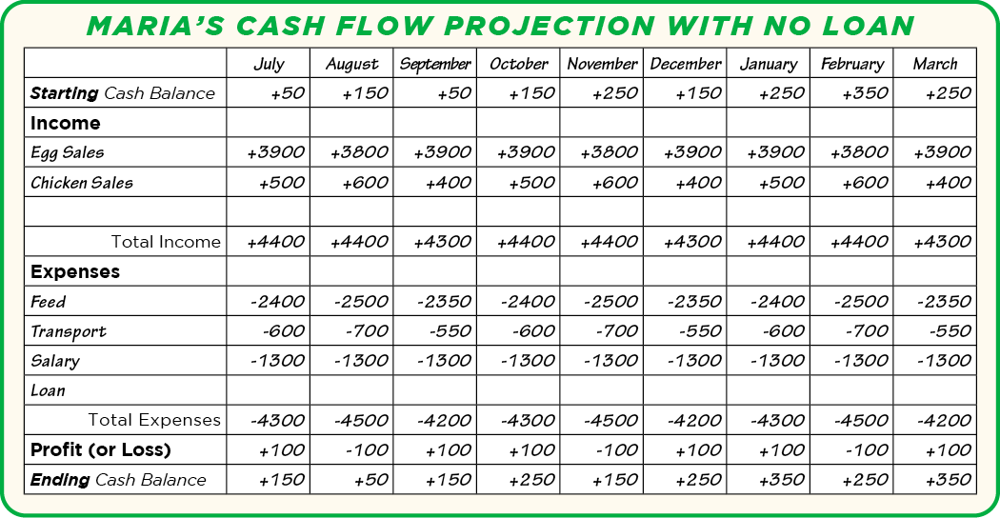 MARIA'S CASH FLOW PROJECTION WITH NO LOAN
July August September October November December January February March
Starting Cash Balance +50 +150 +50 +150 +250 +150 +250 +350 +250
Income
Egg Sales +3900 +3800 +3900 +3900 +3800 +3900 +3900 +3800 +3900
Chicken Sales +500 +600 +400 +500 +600 +400 +500 +600 +400
Total Income +4400 +4400 +4300 +4400 +4400 +4300 +4400 +4400 +4300
Expenses
Feed -2400 -2500 -2350 -2400 -2500 -2350 -2400 -2500 -2350
Transport -600 -700 -550 -600 -700 -550 -600 -700 -550
Salary -1300 -1300 -1300 -1300 -1300 -1300 -1300 -1300 -1300
Loan
Total Expenses -4300 -4500 -4200 -4300 -4500 -4200 -4300 -4500 -4200
Profit (or Loss) +100 -100 +100 +100 -100 +100 +100 -100 +100
Ending Cash Balance +150 +50 +150 +250 +150 +250 +350 +250 +350